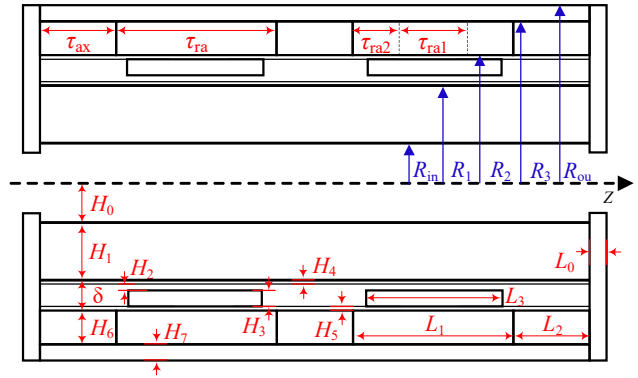 τax τra τra2 τra1
Rin R1 R2 R3 Rou
Z
H0
H1 H2 H4 L0
δ L3
H6 H7 H3 H5 L1 L2